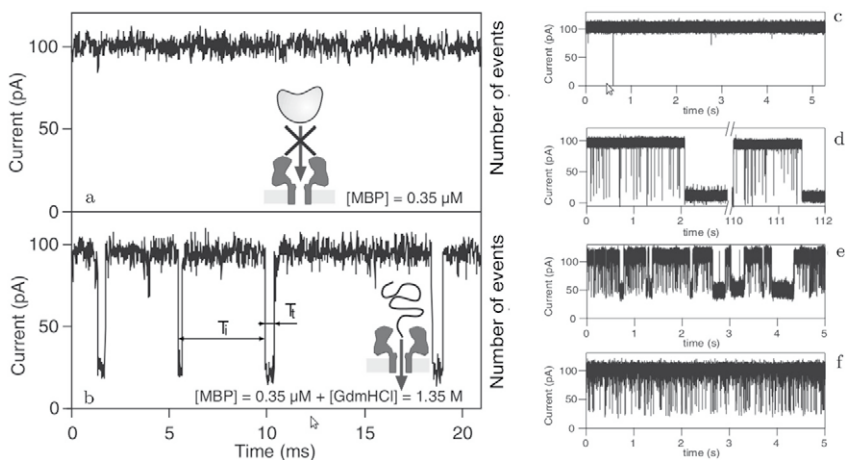 100
50
0
Current (pA)
a
[MBP] = 0.35 µM
Number of events
100
50
0
Current (pA)
b
Ti
Tt
[MBP] = 0.35 µM + [GdmHCl] = 1.35 M
Number of events
0 5 10 15 20
Time (ms)
c
100
50
0
Current (pA)
0 1 2 3 4 5
time (s)
d
100
50
0
Current (pA)
0 1 2 110 111 112
time (s)
e
100
50
0
Current (pA)
0 1 2 3 4 5
time (s)
f
100
50
0
Current (pA)
0 1 2 3 4 5
time (s)